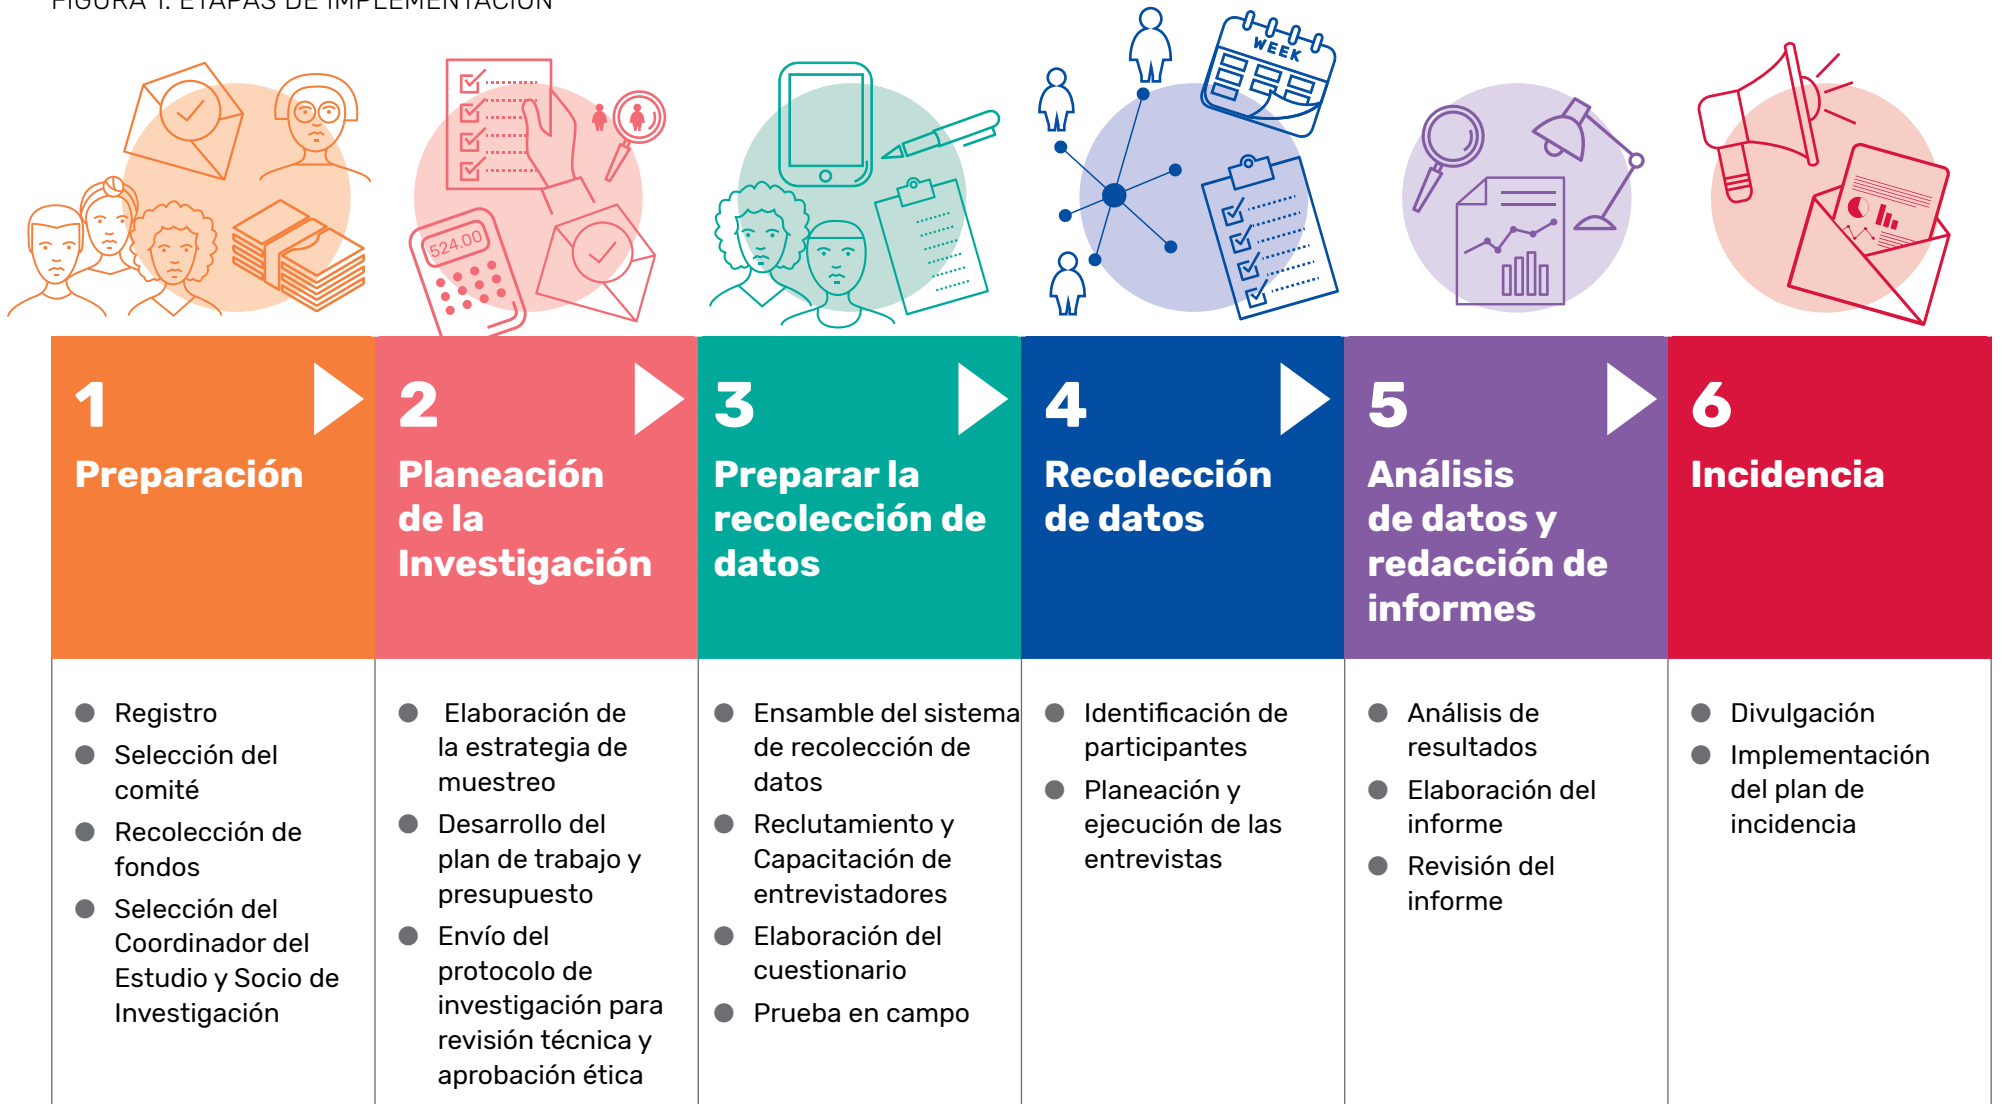 FIGURA 1. ETAPAS DE IMPLEMENTACIÓN
WEEK
524.00
1
Preparación
Registro
Selección del
comité
Recolección de
fondos
Selección del
Coordinador del
Estudio y Socio de
Investigación
2
Planeación
de la
Investigación
Elaboración de
la estrategia de
muestreo
Desarrollo del
plan de trabajo y
presupuesto
Envío del
protocolo de
investigación para
revisión técnica y
aprobación ética
3
Preparar la
recolección de
datos
Ensamble del sistema
de recolección de
datos
Reclutamiento y
Capacitación de
entrevistadores
Elaboración del
cuestionario
Prueba en campo
4
Recolección
de datos
Identificación de
participantes
Planeación y
ejecución de las
entrevistas
5
Análisis
de datos y
redacción de
informes
Análisis de
resultados
Elaboración del
informe
Revisión del
informe
6
Incidencia
Divulgación
Implementación
del plan de
incidencia